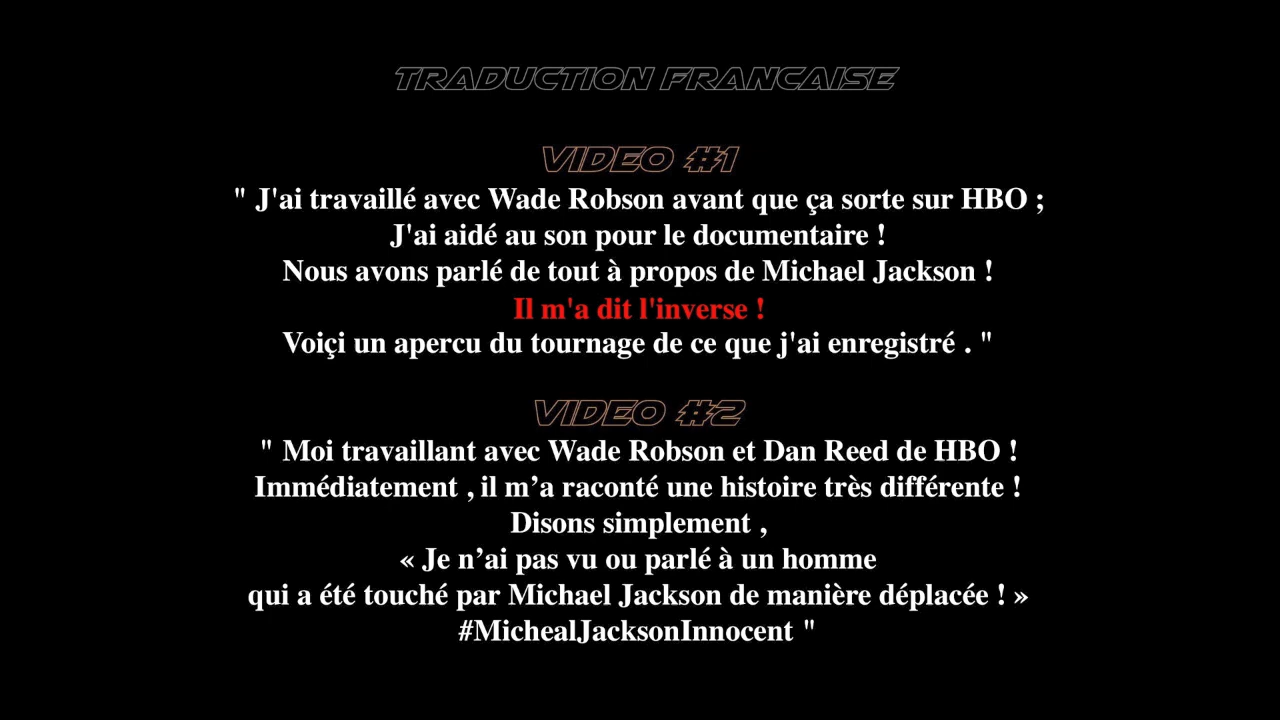 TRADUCTION FRANCAISE
VIDEO #1
" J'ai travaillé avec Wade Robson avant que ça sorte sur HBO ;
J'ai aidé au son pour le documentaire !
Nous avons parlé de tout à propos de Michael Jackson !
Il m'a dit l'inverse !
Voiçi un apercu du tournage de ce que j'ai enregistré . "
VIDEO #2
" Moi travaillant avec Wade Robson et Dan Reed de HBO !
Immédiatement , il m’a raconté une histoire très différente !
Disons simplement ,
« Je n’ai pas vu ou parlé à un homme
qui a été touché par Michael Jackson de manière déplacée ! »
#MichealJacksonInnocent "